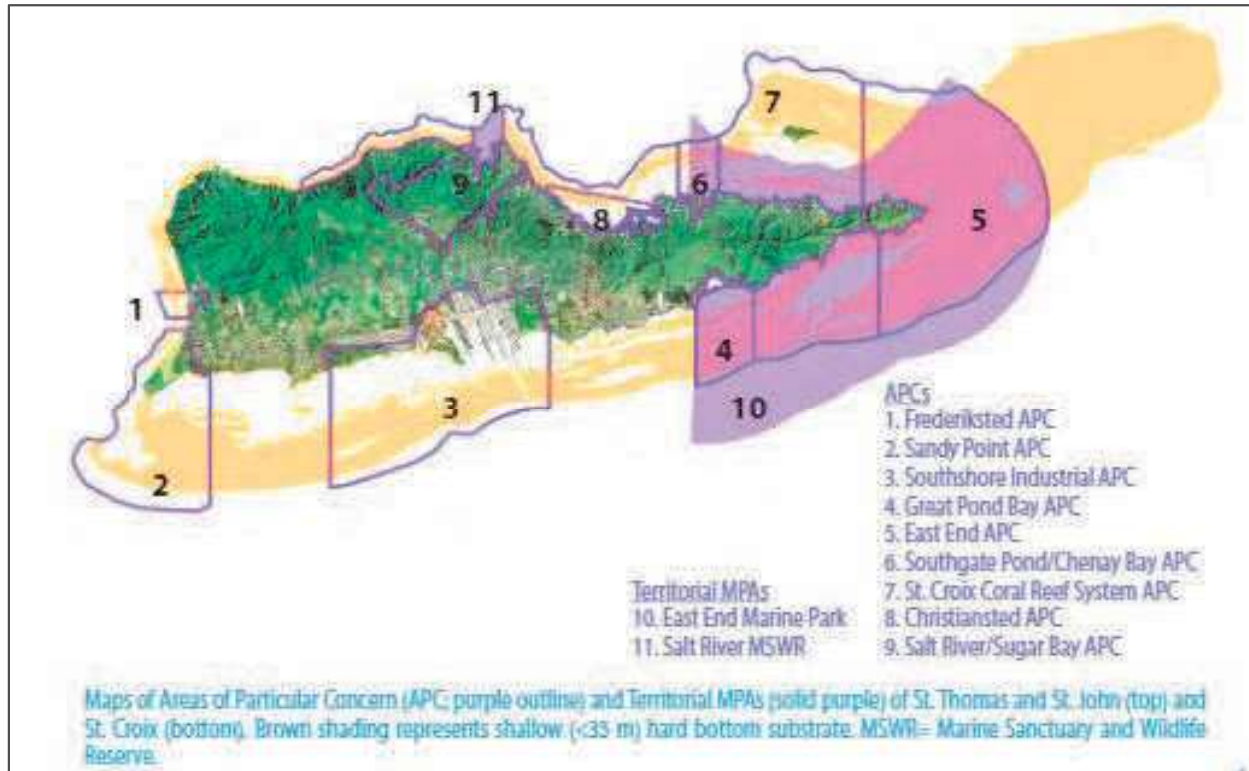 11
7
9
6
8
5
1
4
3
10
2
APCs
1. Frederiksted APC
2. Sandy Point APC
3. Southshore Industrial APC
4. Great Pond Bay APC
5. East End APC
6. Southgate Pond/Chenay Bay APC
7. St. Croix Coral Reef System APC
8. Christiansted APC
9. Salt River/Sugar Bay APC
Territorial MPAs
10. East End Marine Park
11. Salt River MSWR
Maps of Areas of Particular Concern (APC; purple outline) and Territorial MPAs (solid purple) of St. Thomas and St. John (top) and
St. Croix (bottom). Brown shading represents shallow (<33 m) hard bottom substrate. MSWR= Marine Sanctuary and Wildlife
Reserve.